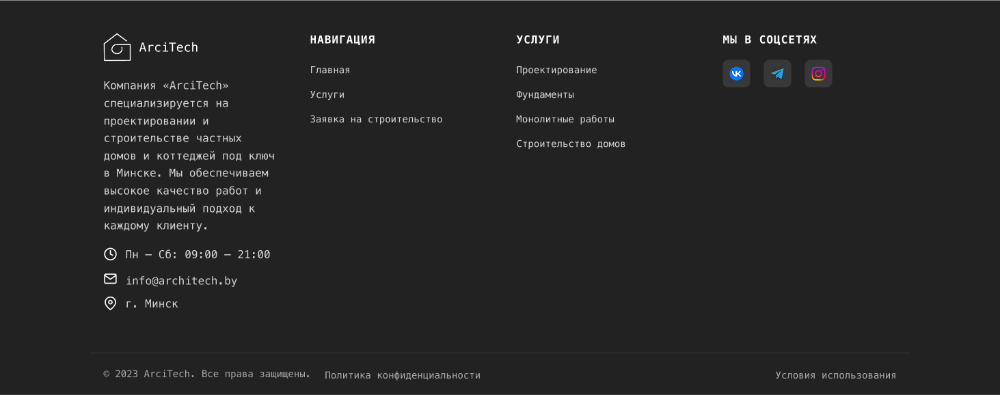 ArciTech
Компания «ArciTech»
специализируется на
проектировании и
строительстве частных
домов и коттеджей под ключ
в Минске. Мы обеспечиваем
высокое качество работ и
индивидуальный подход к
каждому клиенту.
Пн — Сб: 09:00 — 21:00
info@architech.by
г. Минск
НАВИГАЦИЯ
Главная
Услуги
Заявка на строительство
УСЛУГИ
Проектирование
Фундаменты
Монолитные работы
Строительство домов
МЫ В СОЦСЕТЯХ
© 2023 ArciTech. Все права защищены.
Политика конфиденциальности
Условия использования